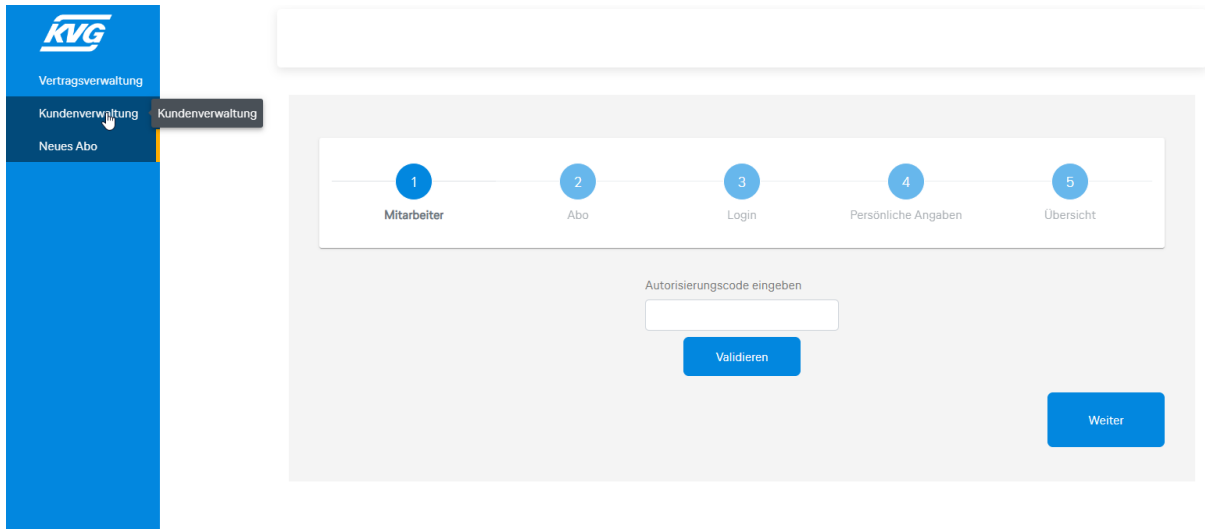 KVG
Vertragsverwaltung
Kundenverwaltung
Kundenverwaltung
Neues Abo
1
2
3
4
5
Mitarbeiter
Abo
Login
Persönliche Angaben
Übersicht
Autorisierungscode eingeben
Validieren
Weiter